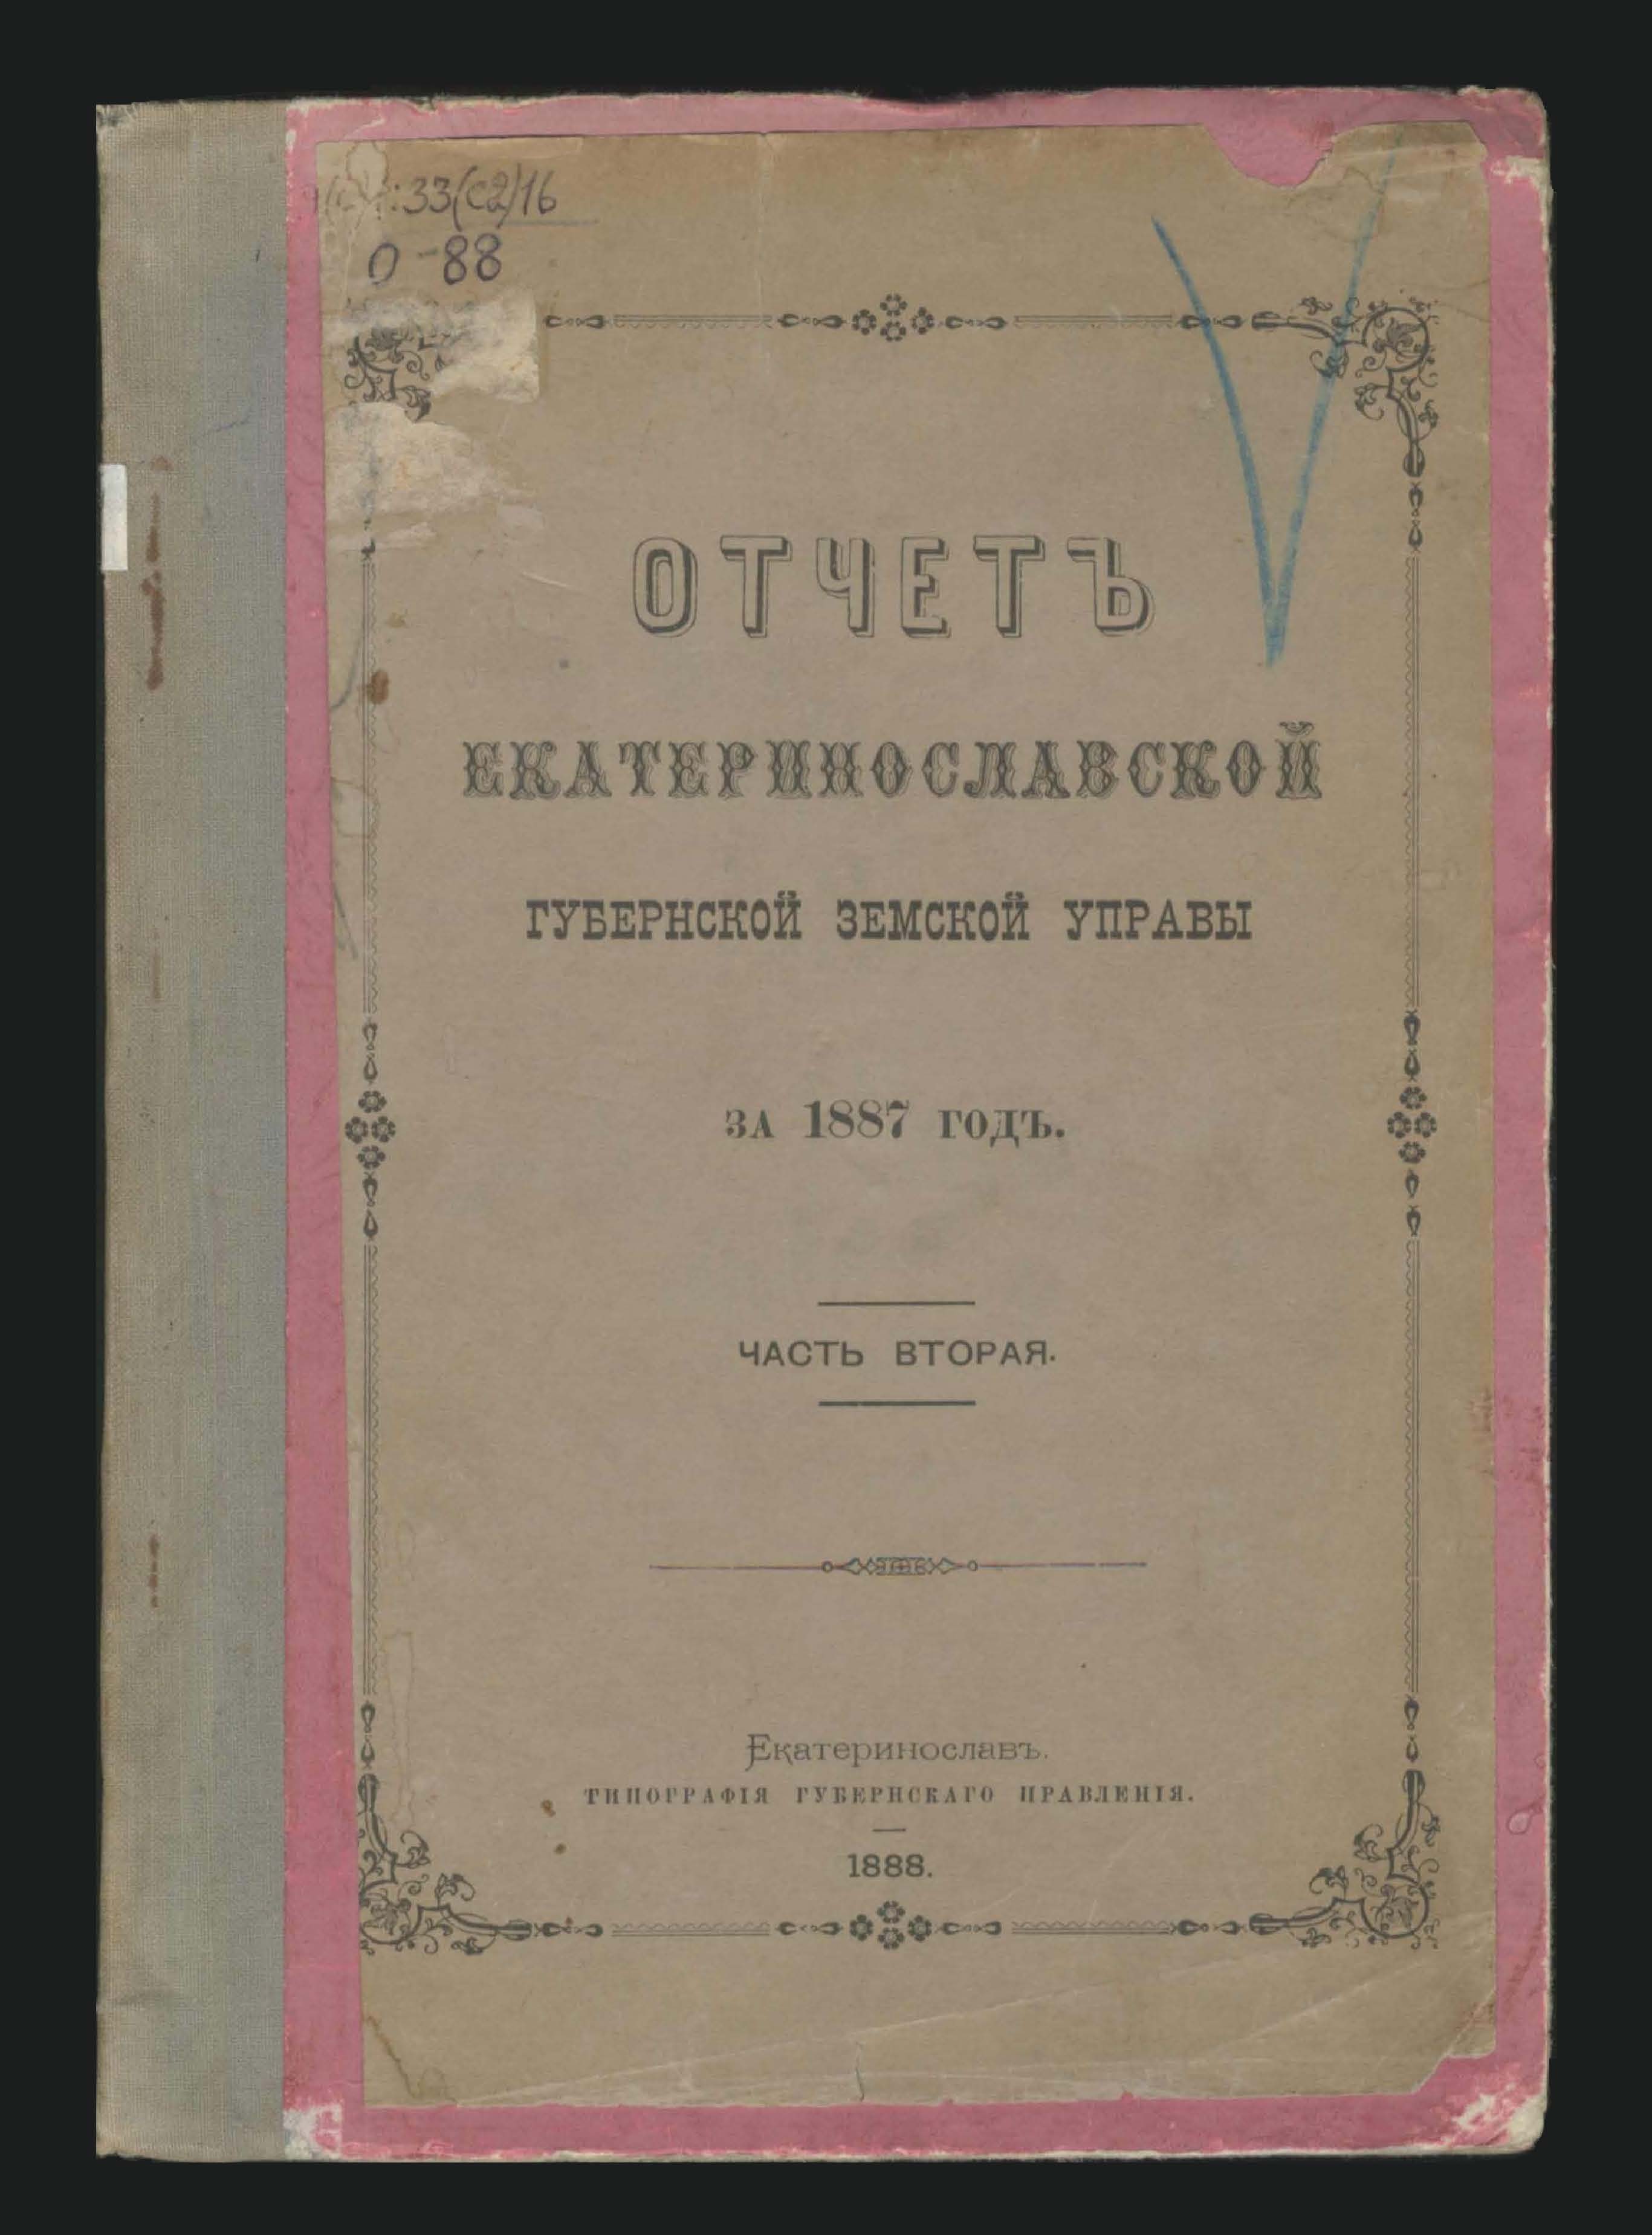 :33(С2)16
О-88
ОТЧЕТЪ
ЕКАТЕРИНОСЛАВСКОЙ
ГУБЕРНСКОЙ ЗЕМСКОЙ УПРАВЫ
ЗА 1887 ГОДЪ.
ЧАСТЬ ВТОРАЯ.
Екатеринославъ.
ТИПОГРАФІЯ ГУБЕРНСКАГО ПРАВЛЕНІЯ.
1888.